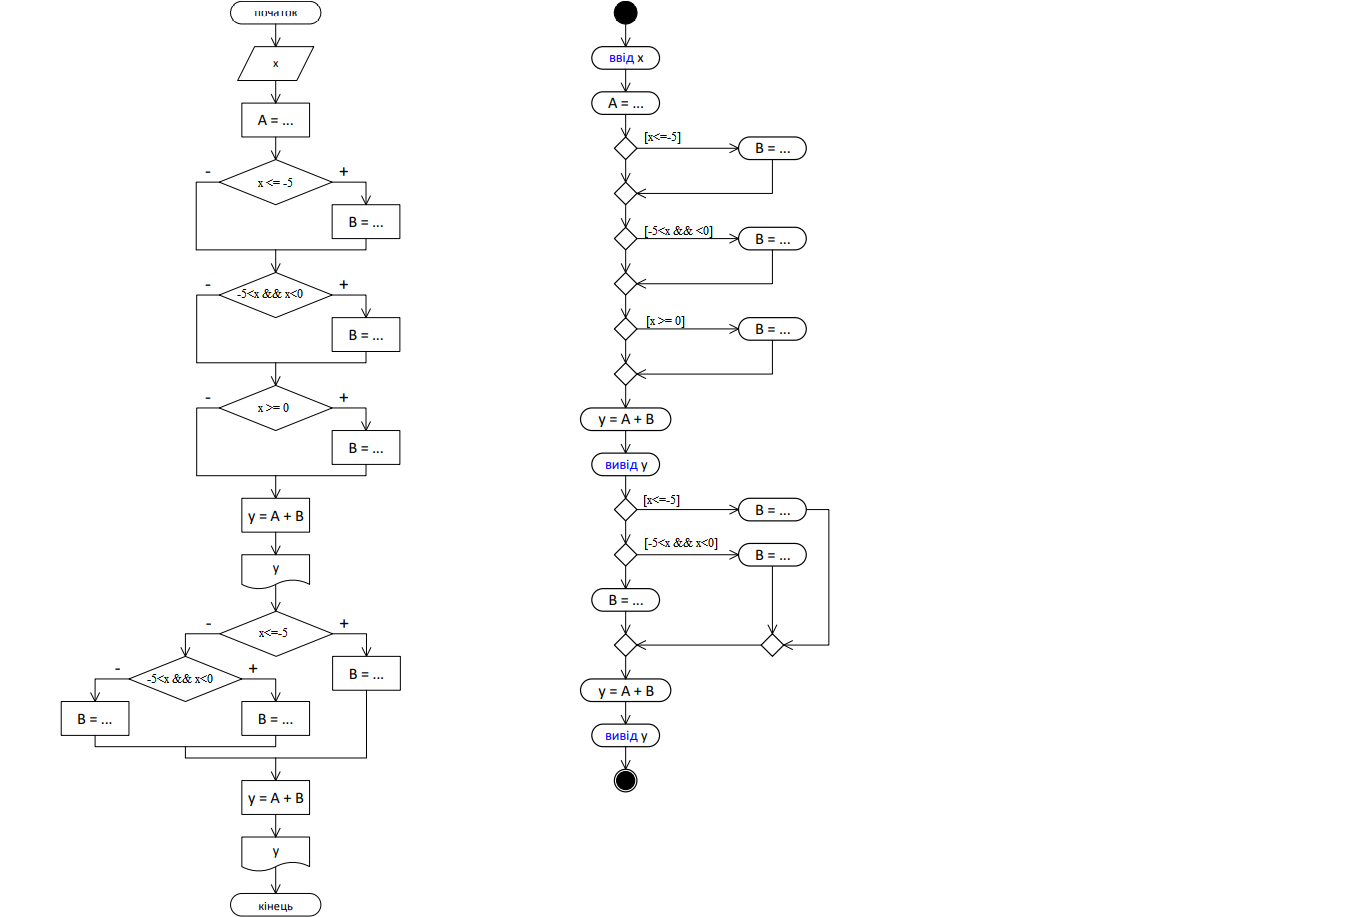 початок
x
A = ...
-
x <= -5
+
B = ...
-
-5<x && x<0
+
B = ...
-
x >= 0
+
B = ...
y = A + B
y
-
x<=-5
+
-
-5<x && x<0
+
B = ...
B = ...
B = ...
y = A + B
y
кінець
ввід x
A = ...
[x<=-5]
B = ...
[-5<x && <0]
B = ...
[x >= 0]
B = ...
y = A + B
вивід y
[x<=-5]
B = ...
[-5<x && x<0]
B = ...
B = ...
y = A + B
вивід y